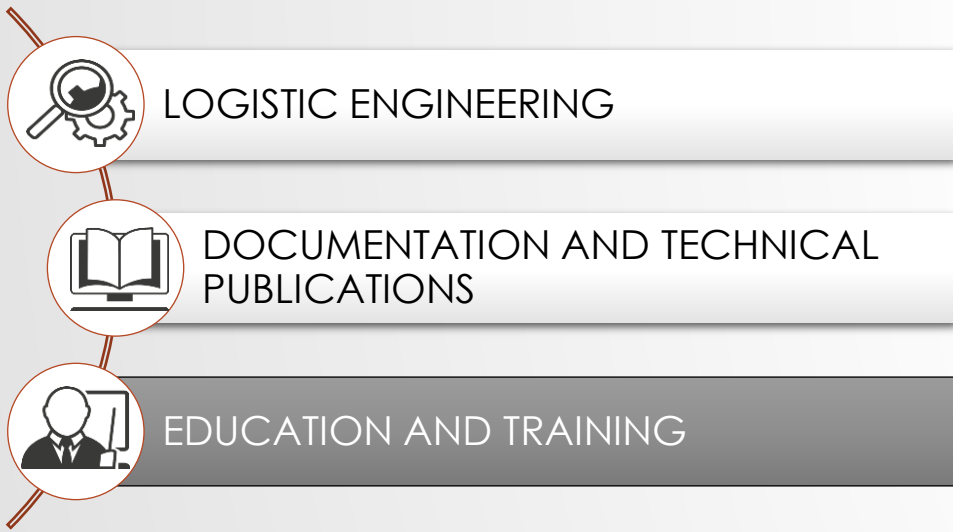 LOGISTIC ENGINEERING
DOCUMENTATION AND TECHNICAL
PUBLICATIONS
EDUCATION AND TRAINING